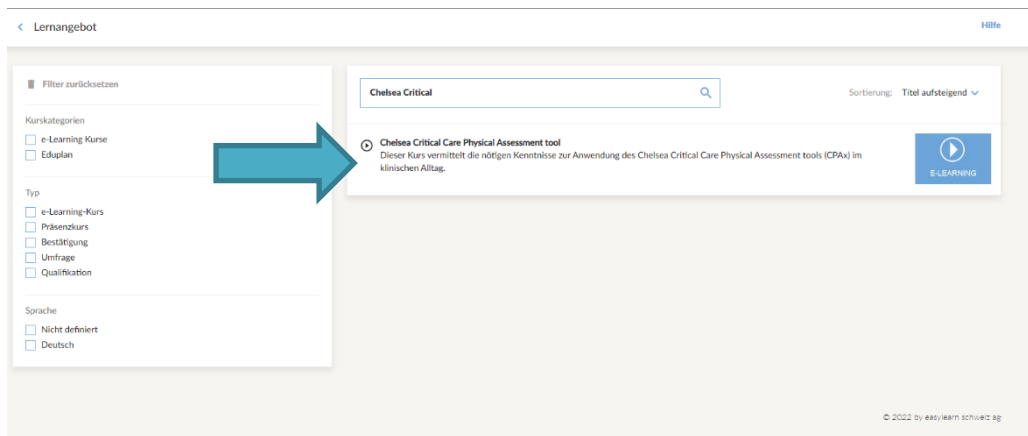 Lernangebot
Hilfe
Filter zurücksetzen
Kurskategorien
e-Learning Kurse
Eduplan
Typ
e-Learning-Kurs
Präsenzkurs
Bestätigung
Umfrage
Qualifikation
Sprache
Nicht definiert
Deutsch
Chelsea Critical
Sortierung: Titel aufsteigend
Chelsea Critical Care Physical Assessment tool
Dieser Kurs vermittelt die nötigen Kenntnisse zur Anwendung des Chelsea Critical Care Physical Assessment tools (CPAx) im
klinischen Alltag.
E-LEARNING
© 2022 by easylearn schweiz ag